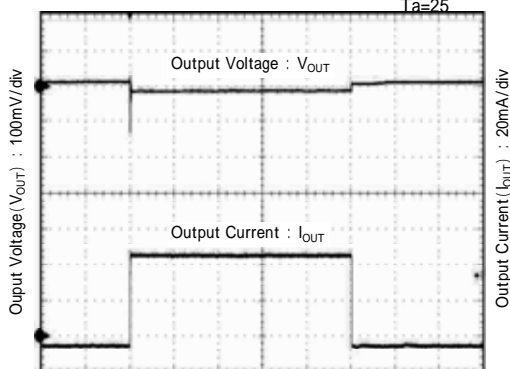 Ta=25
Output Voltage : VOUT
Ouput Voltage(VOUT) : 100mV/div
Output Current : IOUT
Output Current(IOUT) : 20mA/div